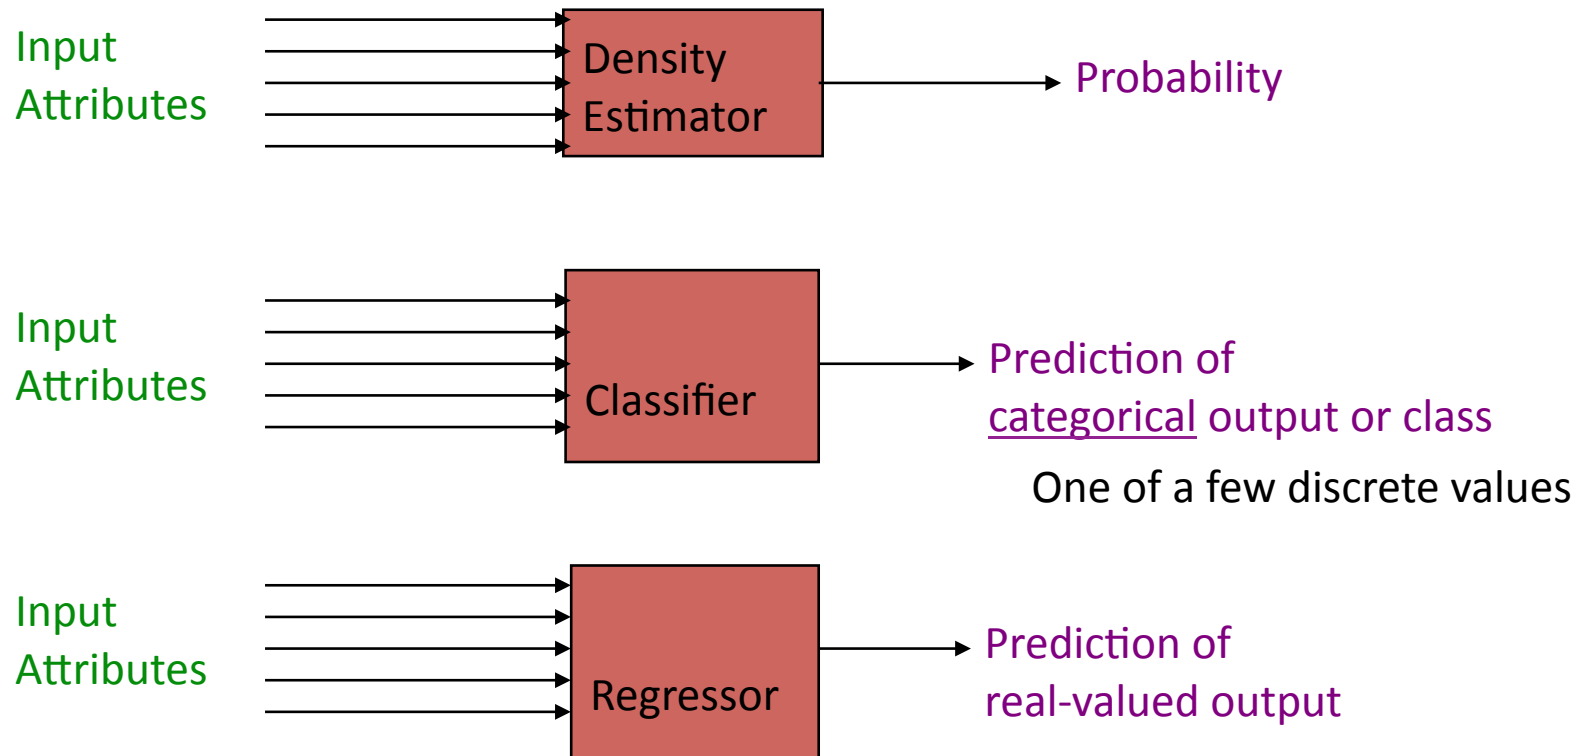 Input
Attributes
Density
Estimator
Probability
Input
Attributes
Classifier
Prediction of
categorical output or class
One of a few discrete values
Input
Attributes
Regressor
Prediction of
real-valued output